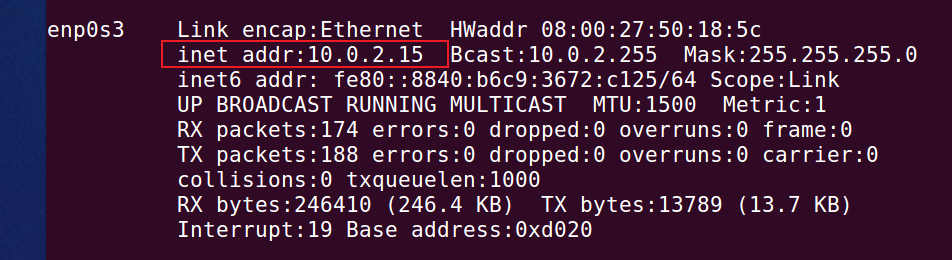 enp0s3    Link encap:Ethernet  HWaddr 08:00:27:50:18:5c
inet addr:10.0.2.15  Bcast:10.0.2.255  Mask:255.255.255.0
inet6 addr: fe80::8840:b6c9:3672:c125/64 Scope:Link
UP BROADCAST RUNNING MULTICAST  MTU:1500  Metric:1
RX packets:174 errors:0 dropped:0 overruns:0 frame:0
TX packets:188 errors:0 dropped:0 overruns:0 carrier:0
collisions:0 txqueuelen:1000
RX bytes:246410 (246.4 KB)  TX bytes:13789 (13.7 KB)
Interrupt:19 Base address:0xd020